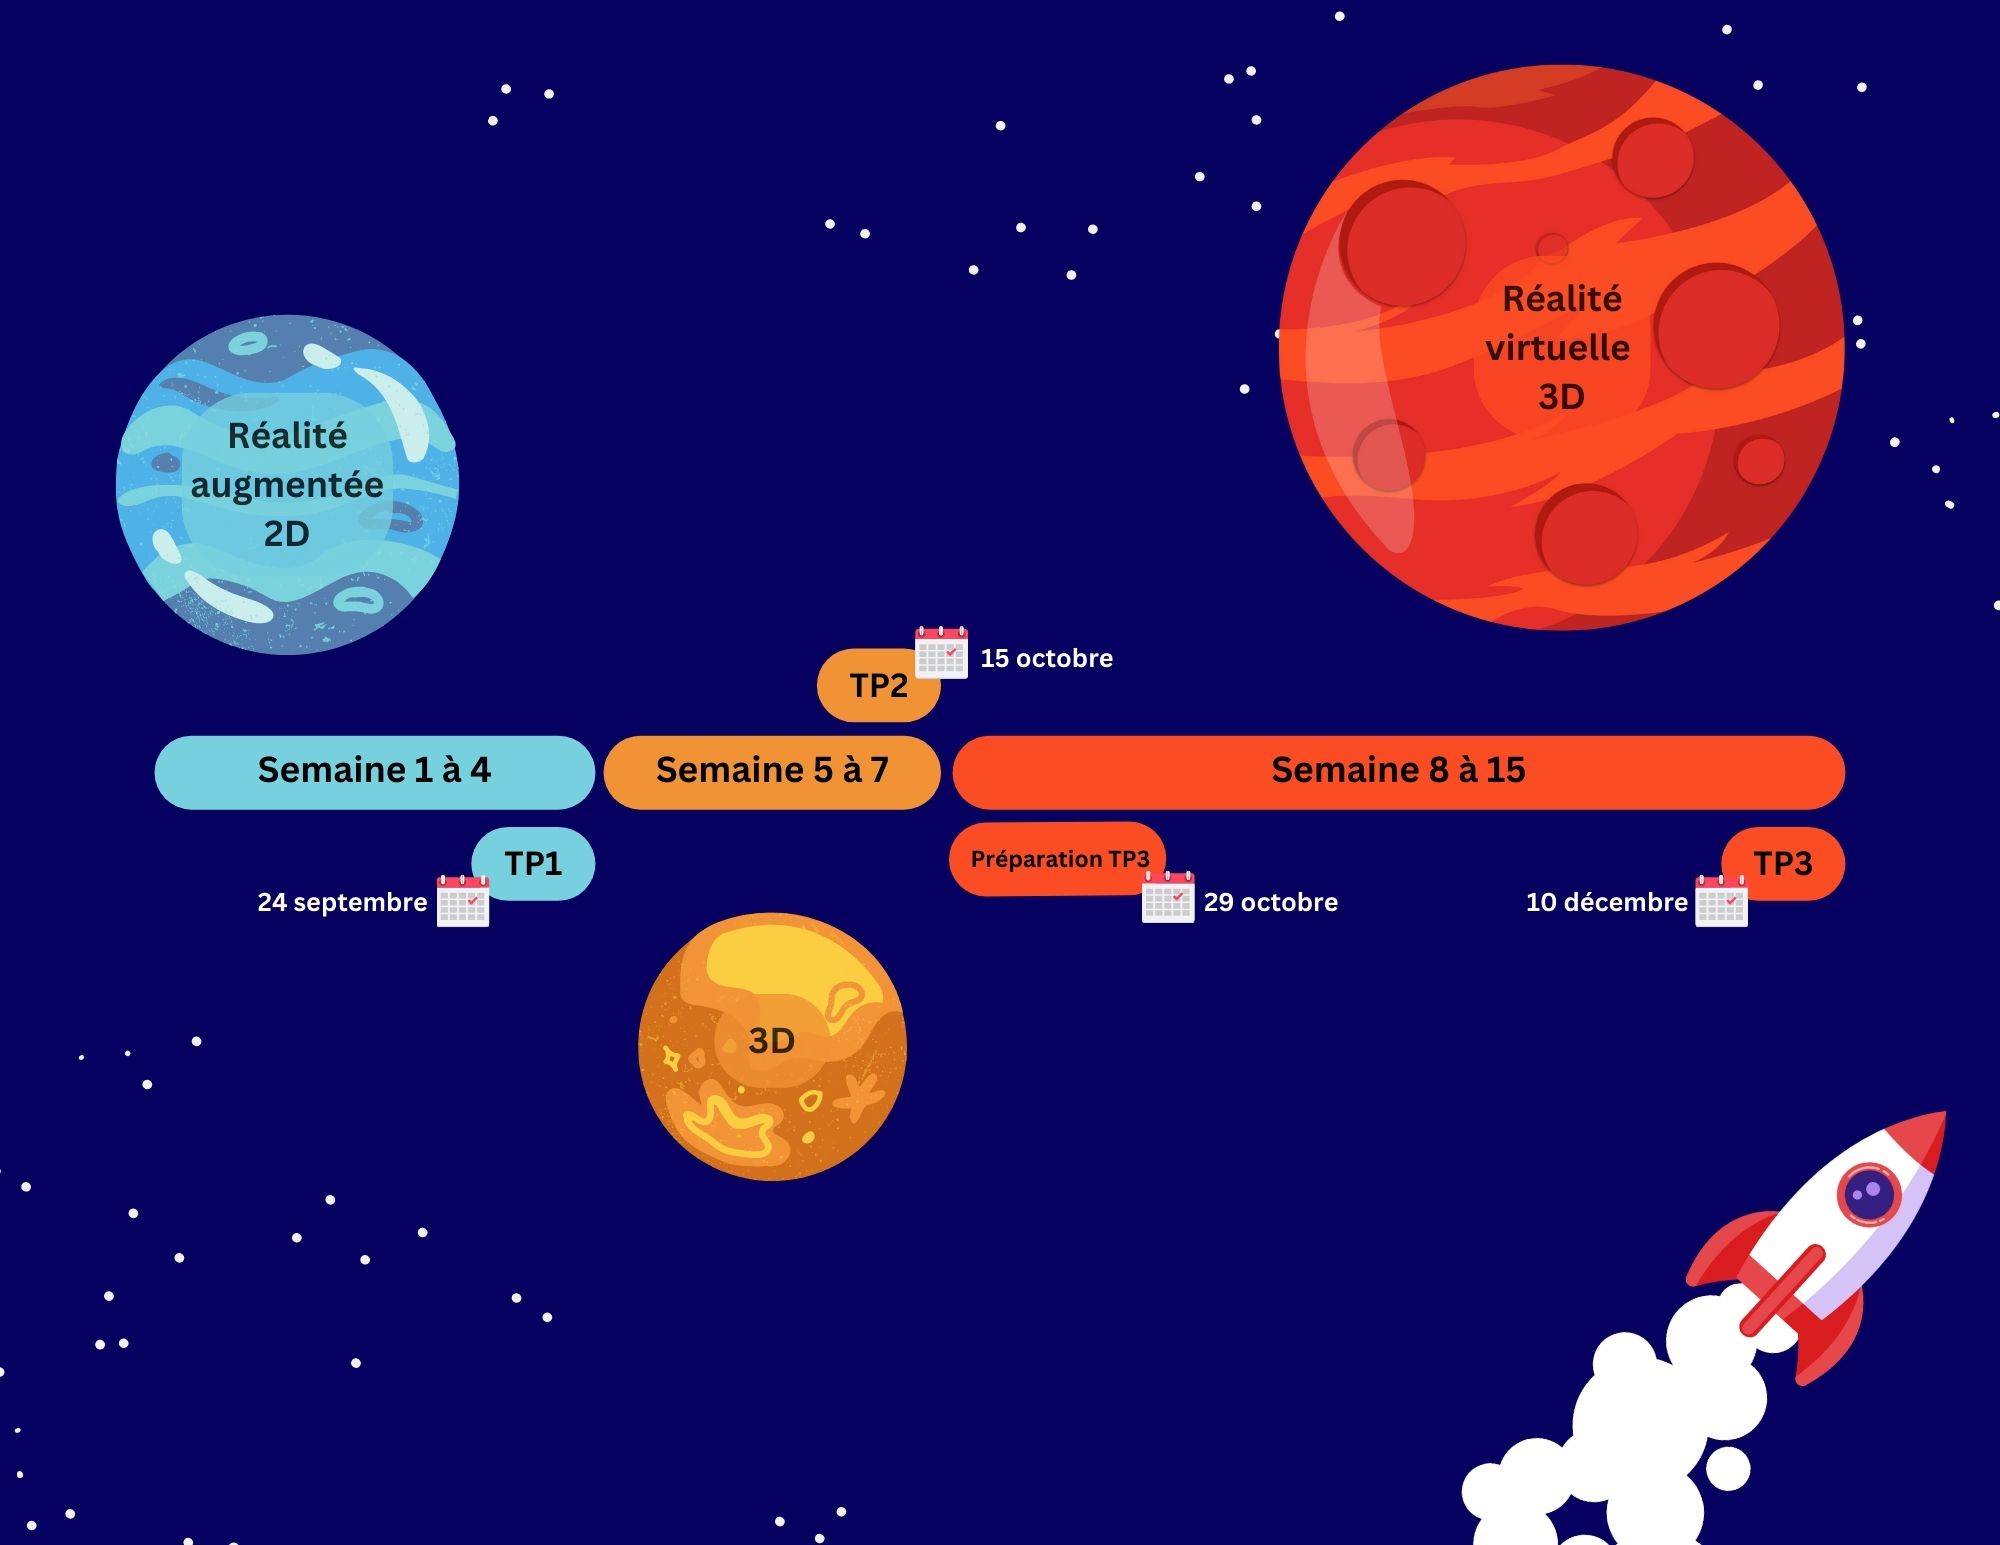 Réalité
augmentée
2D
Réalité
virtuelle
3D
TP2
15 octobre
Semaine 1 à 4
Semaine 5 à 7
Semaine 8 à 15
TP1
24 septembre
Préparation TP3
29 octobre
10 décembre
TP3
3D